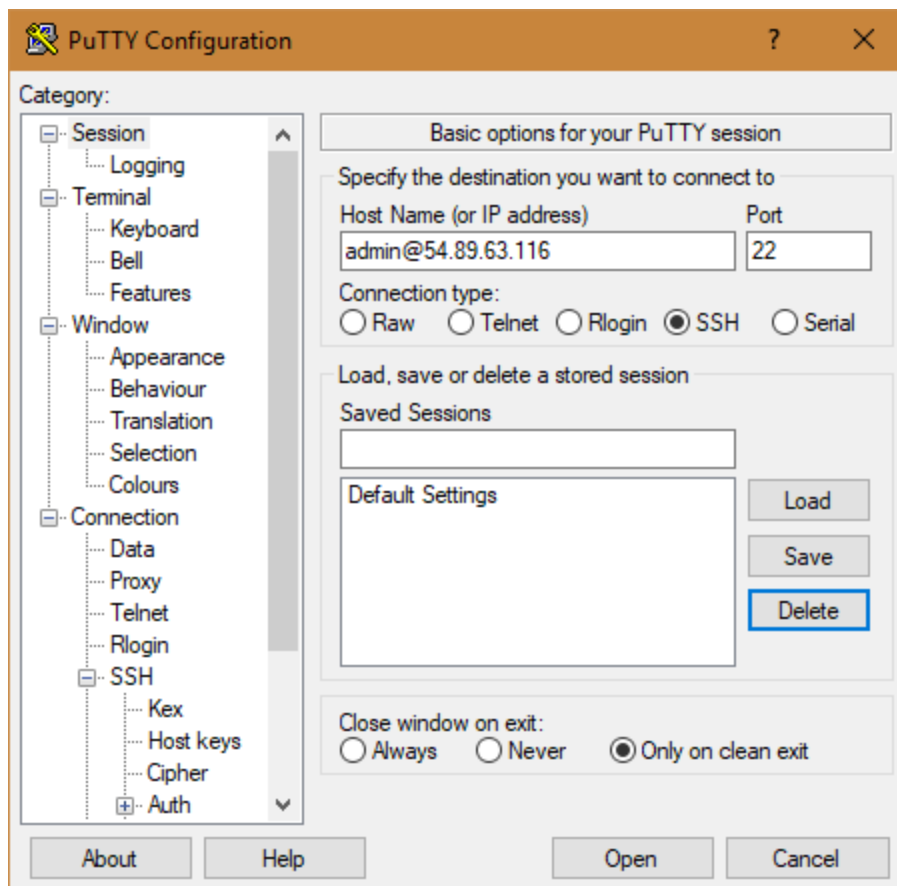 PuTTY Configuration
?
Category:
Session
Logging
Terminal
Keyboard
Bell
Features
Window
Appearance
Behaviour
Translation
Selection
Colours
Connection
Data
Proxy
Telnet
Rlogin
SSH
Kex
Host keys
Cipher
Auth
Basic options for your PuTTY session
Specify the destination you want to connect to
Host Name (or IP address) Port
admin@54.89.63.116 22
Connection type:
Raw Telnet Rlogin SSH Serial
Load, save or delete a stored session
Saved Sessions
Default Settings
Load
Save
Delete
Close window on exit:
Always Never Only on clean exit
About Help Open Cancel